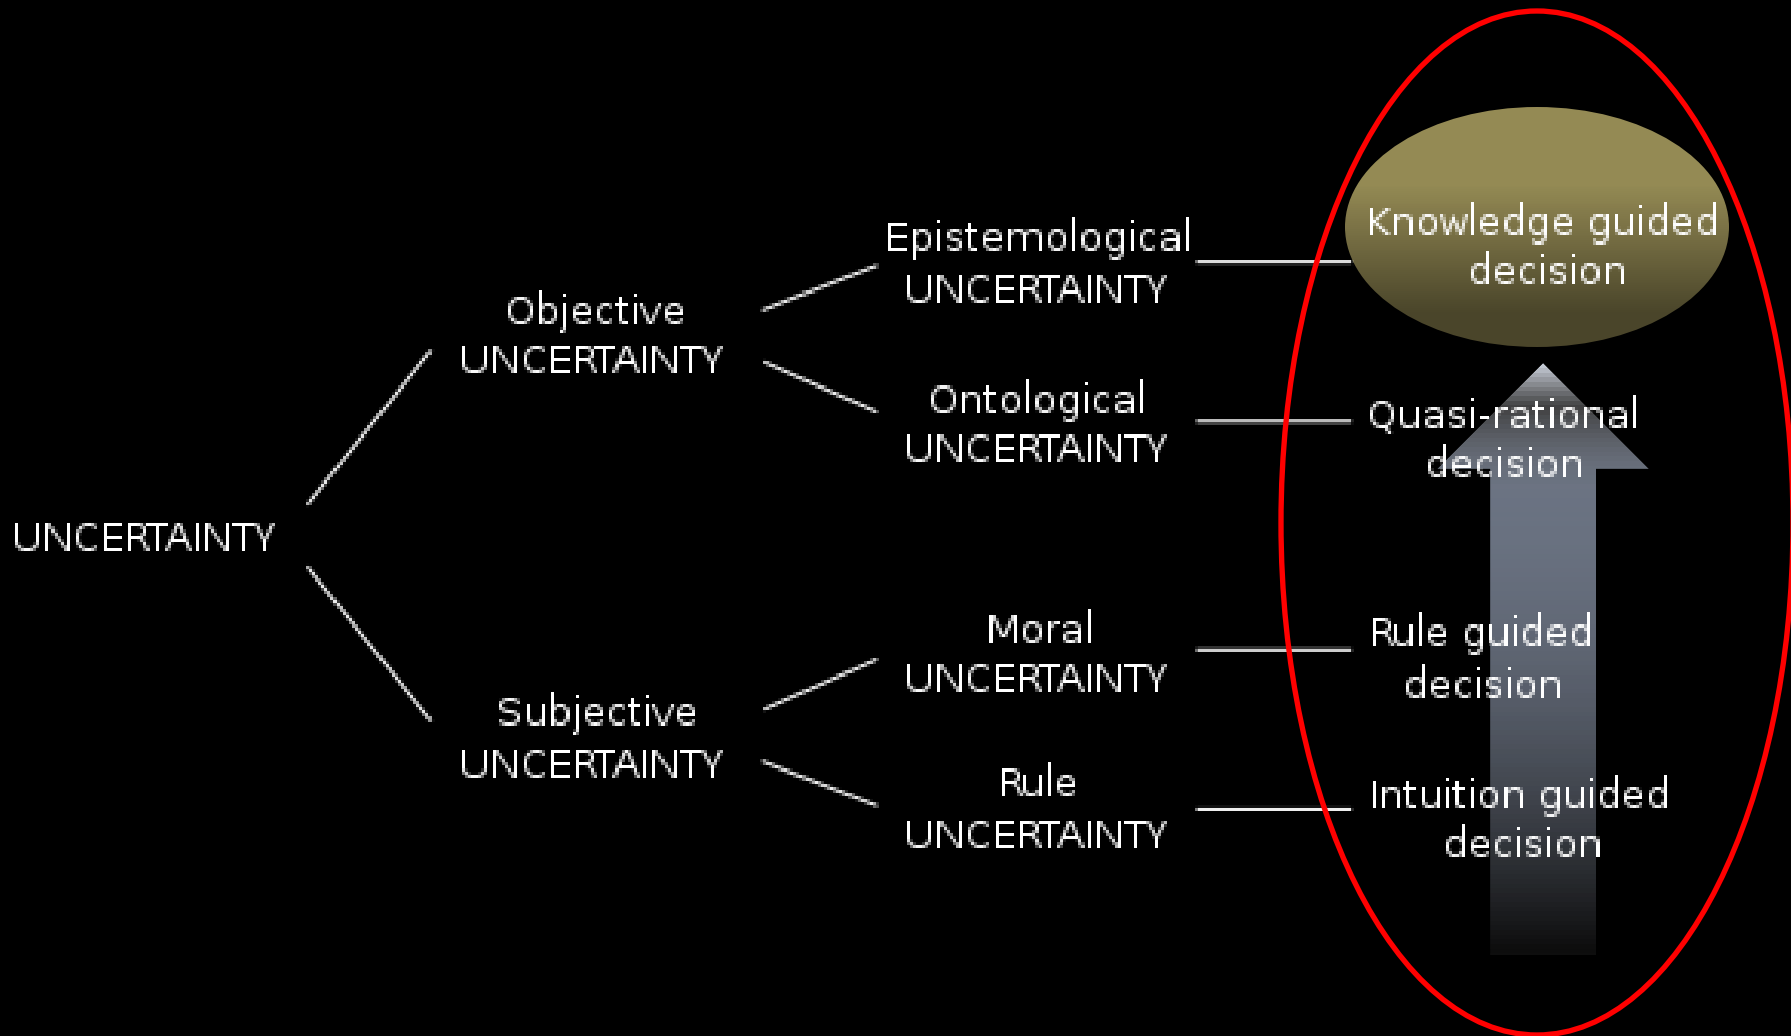 UNCERTAINTY
Objective
UNCERTAINTY
Subjective
UNCERTAINTY
Epistemological
UNCERTAINTY
Ontological
UNCERTAINTY
Moral
UNCERTAINTY
Rule
UNCERTAINTY
Knowledge guided
decision
Quasi-rational
decision
Rule guided
decision
Intuition guided
decision